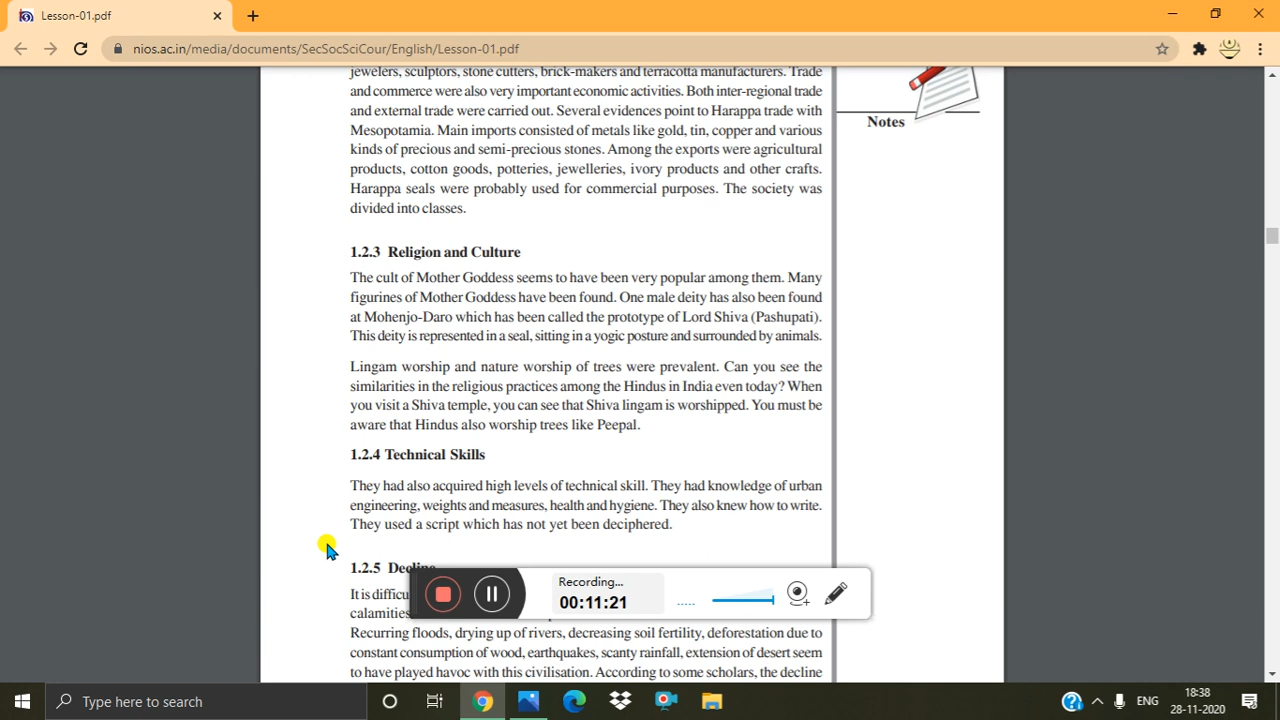 Lesson-01.pdf
nios.ac.in/media/documents/SecSocSciCour/English/Lesson-01.pdf
jewelers, sculptors, stone cutters, brick-makers and terracotta manufacturers. Trade
and commerce were also very important economic activities. Both inter-regional trade
and external trade were carried out. Several evidences point to Harappa trade with
Mesopotamia. Main imports consisted of metals like gold, tin, copper and various
kinds of precious and semi-precious stones. Among the exports were agricultural
products, cotton goods, potteries, jewelleries, ivory products and other crafts.
Harappa seals were probably used for commercial purposes. The society was
divided into classes.
Notes
1.2.3 Religion and Culture
The cult of Mother Goddess seems to have been very popular among them. Many
figurines of Mother Goddess have been found. One male deity has also been found
at Mohenjo-Daro which has been called the prototype of Lord Shiva (Pashupati).
This deity is represented in a seal, sitting in a yogic posture and surrounded by animals.
Lingam worship and nature worship of trees were prevalent. Can you see the
similarities in the religious practices among the Hindus in India even today? When
you visit a Shiva temple, you can see that Shiva lingam is worshipped. You must be
aware that Hindus also worship trees like Peepal.
1.2.4 Technical Skills
They had also acquired high levels of technical skill. They had knowledge of urban
engineering, weights and measures, health and hygiene. They also knew how to write.
They used a script which has not yet been deciphered.
1.2.5 Decline
It is
calamities
Recurring floods, drying up of rivers, decreasing soil fertility, deforestation due to
constant consumption of wood, earthquakes, scanty rainfall, extension of desert seem
to have played havoc with this civilisation. According to some scholars, the decline
Recording...
00:11:21
Type here to search
ENG
18:38
28-11-2020